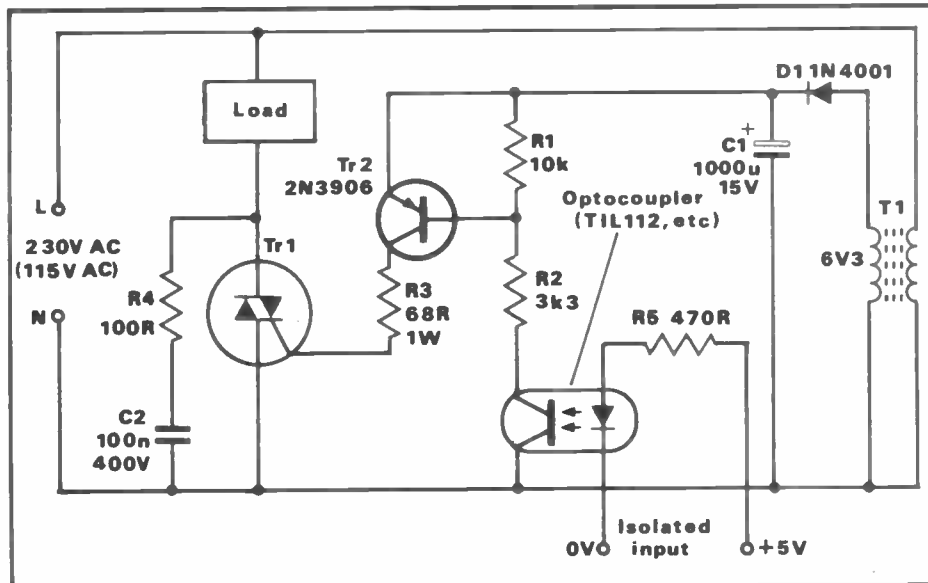 D1 1N4001
Load
R1
10k
C1
+
1000u
15V
Tr2
2N3906
Optocoupler
(TIL112, etc)
T1
L
230V AC
(115V AC)
N
Tr1
6V3
R4
100R
R3
68R
1W
R2
3k3
R5 470R
C2
100n
400V
0V
Isolated
input
+5V